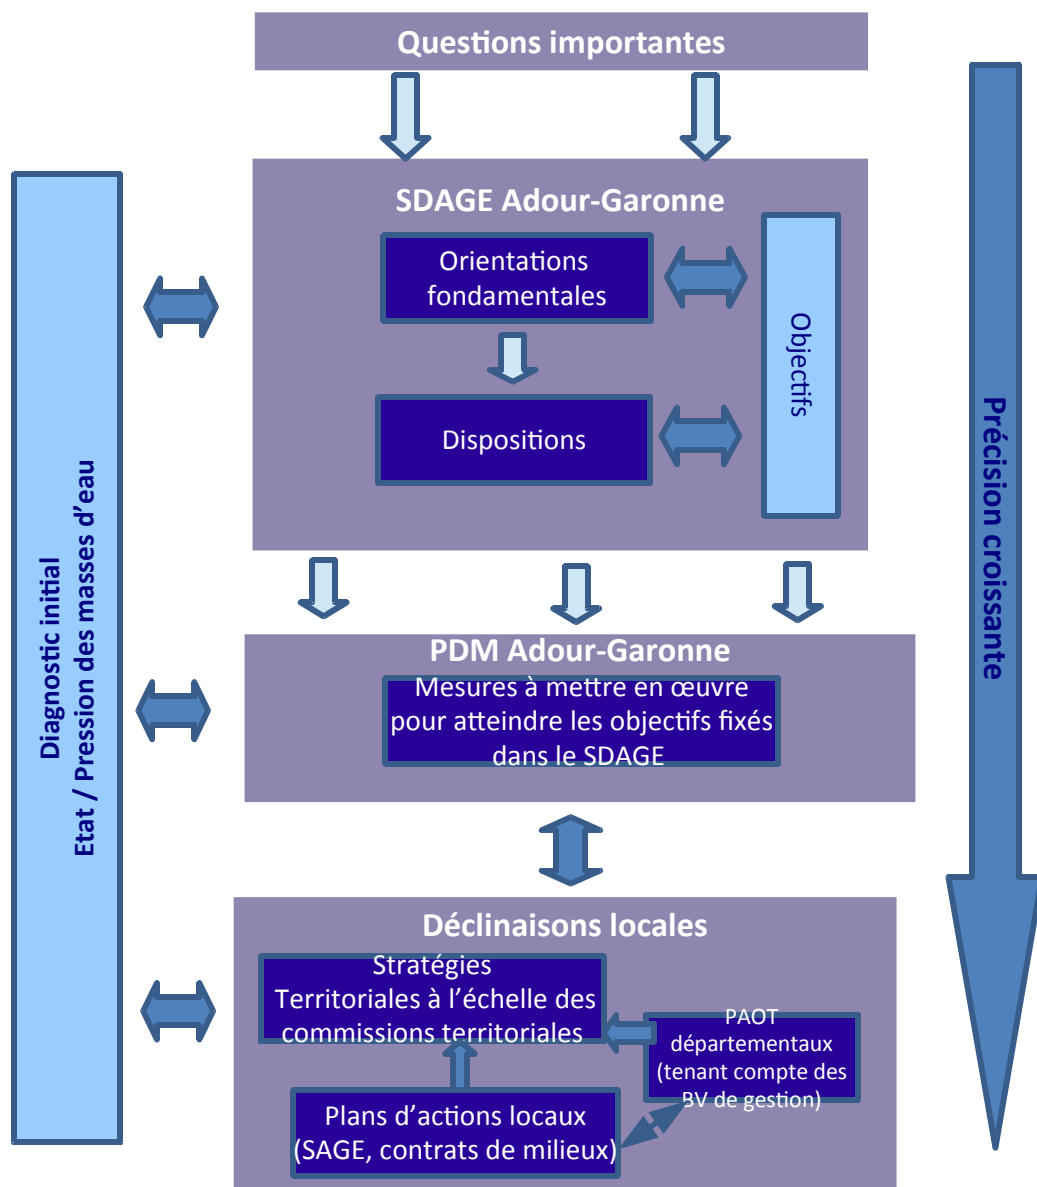 Questions importantes
SDAGE Adour-Garonne
Orientations
fondamentales
Dispositions
Objectifs
PDM Adour-Garonne
Mesures à mettre en œuvre
pour atteindre les objectifs fixés
dans le SDAGE
Déclinaisons locales
Stratégies
Territoriales à l’échelle des
commissions territoriales
PAOT
départementaux
(tenant compte des
BV de gestion)
Plans d’actions locaux
(SAGE, contrats de milieux)
Diagnostic initial
Etat / Pression des masses d’eau
Précision croissante